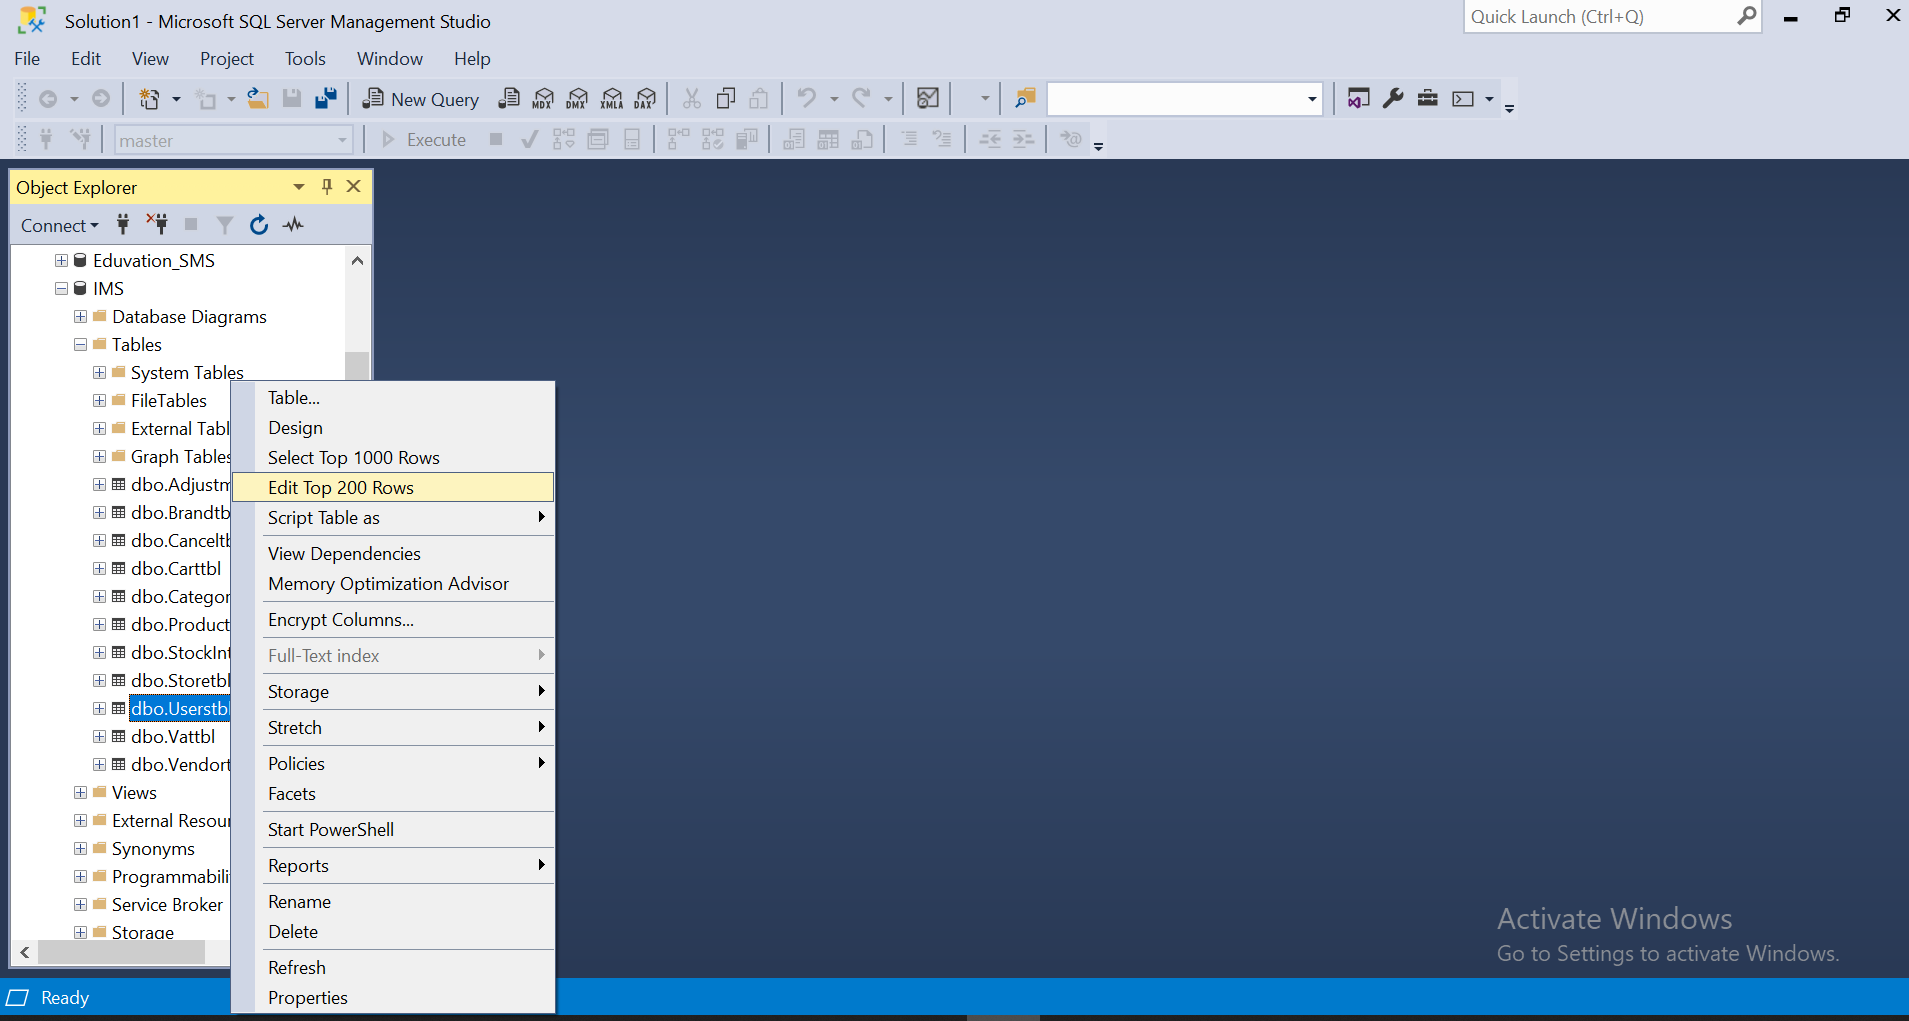 Solution1 - Microsoft SQL Server Management Studio
Quick Launch (Ctrl+Q)
File Edit View Project Tools Window Help
New Query MDX DMX XMLA DAX
master Execute
Object Explorer
Connect
Eduvation_SMS
IMS
Database Diagrams
Tables
System Tables
FileTables
External Tabl
Graph Tables
dbo.Adjustm
dbo.Brandtb
dbo.Canceltb
dbo.Carttbl
dbo.Categor
dbo.Product
dbo.StockInt
dbo.Storetbl
dbo.Userstbl
dbo.Vattbl
dbo.Vendort
Views
External Resour
Synonyms
Programmabili
Service Broker
Storage
Table...
Design
Select Top 1000 Rows
Edit Top 200 Rows
Script Table as
View Dependencies
Memory Optimization Advisor
Encrypt Columns...
Full-Text index
Storage
Stretch
Policies
Facets
Start PowerShell
Reports
Rename
Delete
Refresh
Properties
Activate Windows
Go to Settings to activate Windows.
Ready